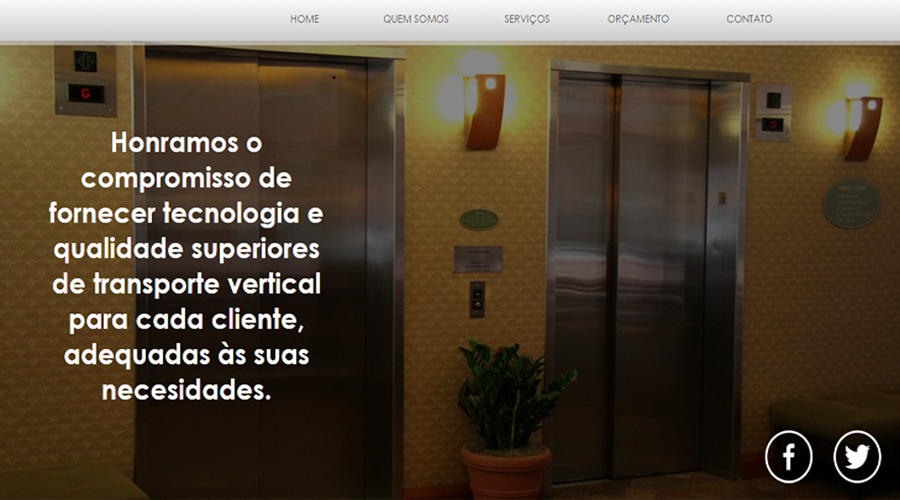 HOME
QUEM SOMOS
SERVIÇOS
ORÇAMENTO
CONTATO
G
Honramos o
compromisso de
fornecer tecnologia e
qualidade superiores
de transporte vertical
para cada cliente,
adequadas às suas
necesidades.